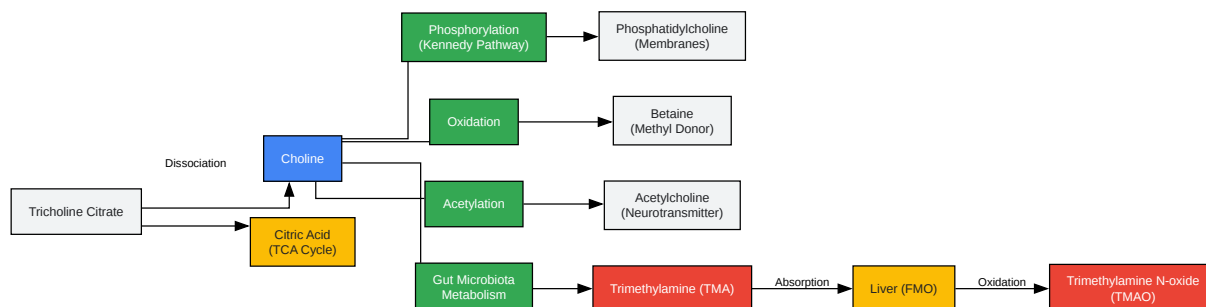 Phosphorylation
(Kennedy Pathway)
Phosphatidylcholine
(Membranes)
Oxidation
Betaine
(Methyl Donor)
Dissociation
Choline
Tricholine Citrate
Citric Acid
(TCA Cycle)
Acetylation
Acetylcholine
(Neurotransmitter)
Gut Microbiota
Metabolism
Trimethylamine (TMA)
Absorption
Liver (FMO)
Oxidation
Trimethylamine N-oxide
(TMAO)